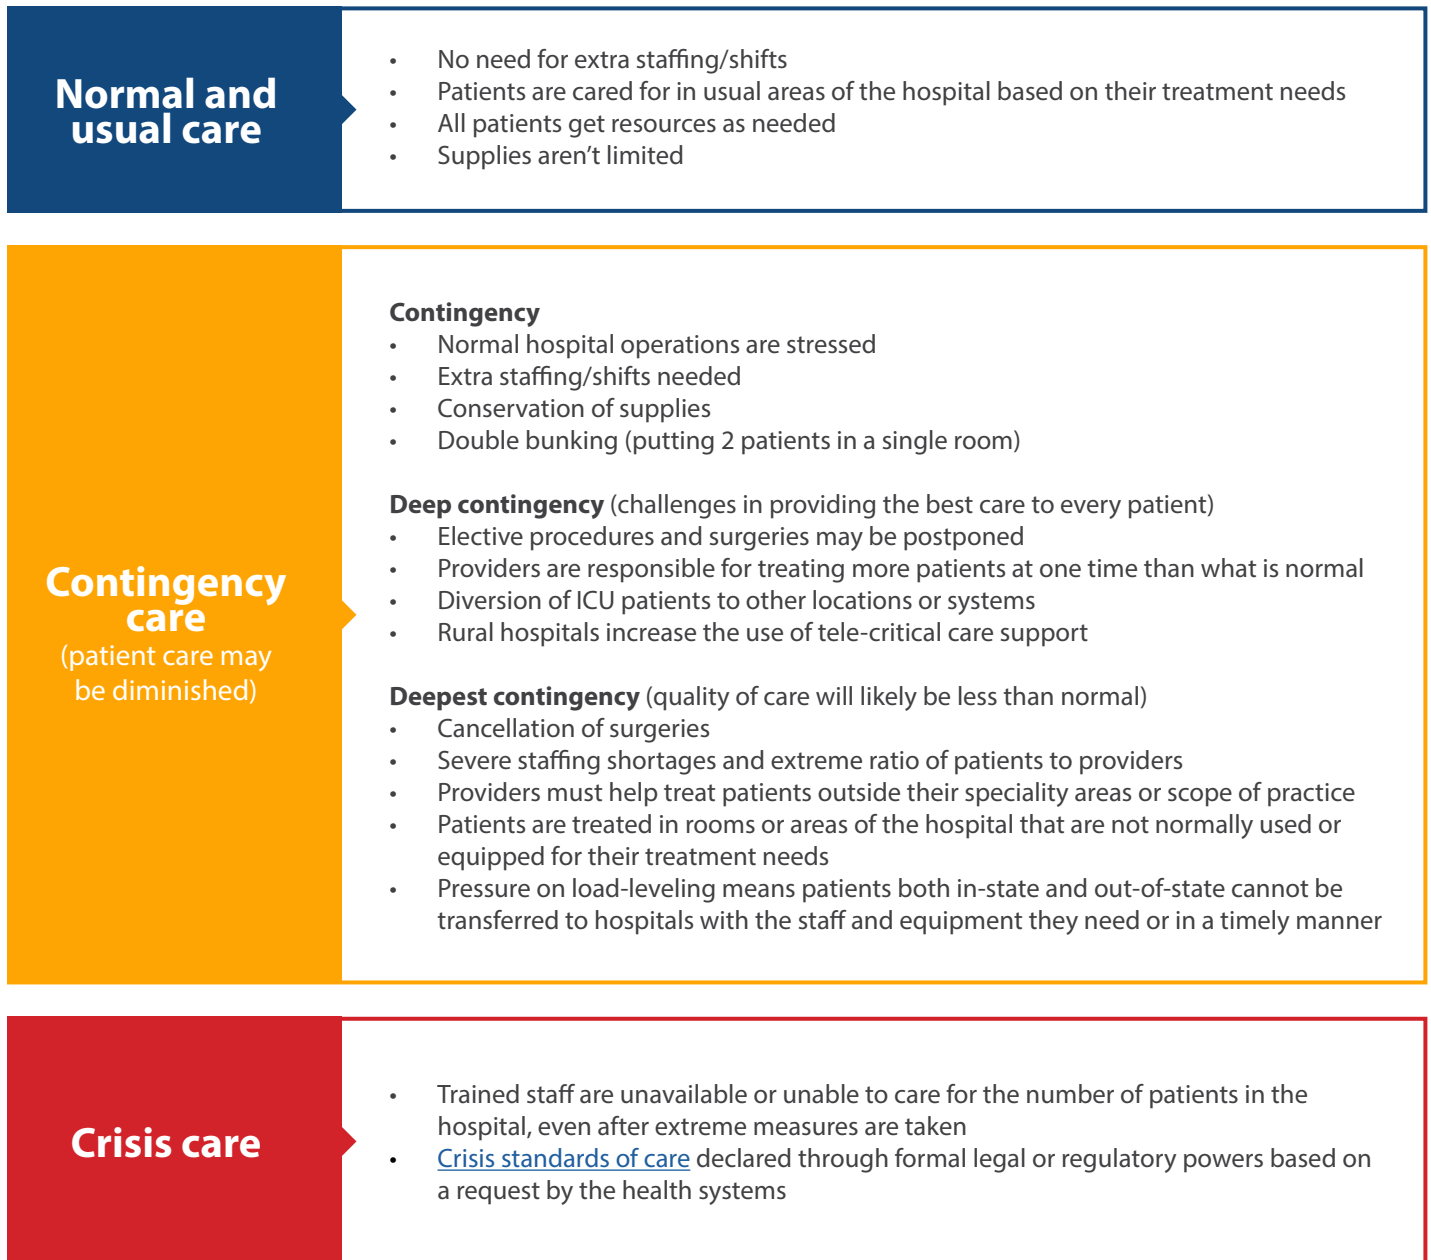 Normal and
usual care
• No need for extra staffing/shifts
• Patients are cared for in usual areas of the hospital based on their treatment needs
• All patients get resources as needed
• Supplies aren’t limited
Contingency
care
(patient care may
be diminished)
Contingency
• Normal hospital operations are stressed
• Extra staffing/shifts needed
• Conservation of supplies
• Double bunking (putting 2 patients in a single room)
Deep contingency (challenges in providing the best care to every patient)
• Elective procedures and surgeries may be postponed
• Providers are responsible for treating more patients at one time than what is normal
• Diversion of ICU patients to other locations or systems
• Rural hospitals increase the use of tele-critical care support
Deepest contingency (quality of care will likely be less than normal)
• Cancellation of surgeries
• Severe staffing shortages and extreme ratio of patients to providers
• Providers must help treat patients outside their speciality areas or scope of practice
• Patients are treated in rooms or areas of the hospital that are not normally used or
equipped for their treatment needs
• Pressure on load-leveling means patients both in-state and out-of-state cannot be
transferred to hospitals with the staff and equipment they need or in a timely manner
Crisis care
• Trained staff are unavailable or unable to care for the number of patients in the
hospital, even after extreme measures are taken
• Crisis standards of care declared through formal legal or regulatory powers based on
a request by the health systems